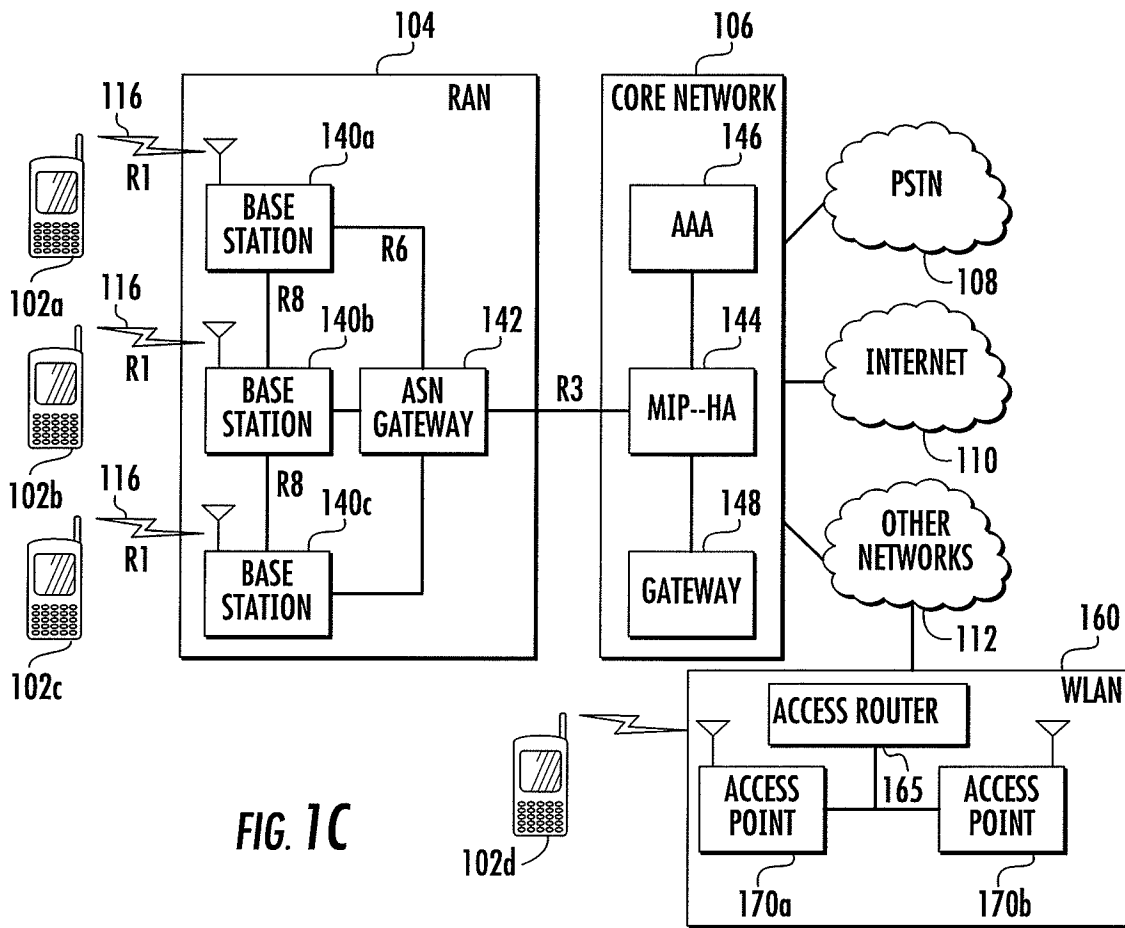 104
106
RAN
CORE NETWORK
116
R1
140a
BASE
STATION
R6
146
AAA
PSTN
108
102a
116
R1
R8
140b
BASE
STATION
142
ASN
GATEWAY
R3
144
MIP--HA
INTERNET
110
102b
116
R1
R8
140c
BASE
STATION
148
GATEWAY
OTHER
NETWORKS
112
102c
160
WLAN
ACCESS ROUTER
165
ACCESS
POINT
ACCESS
POINT
170a
170b
102d
FIG. 1C